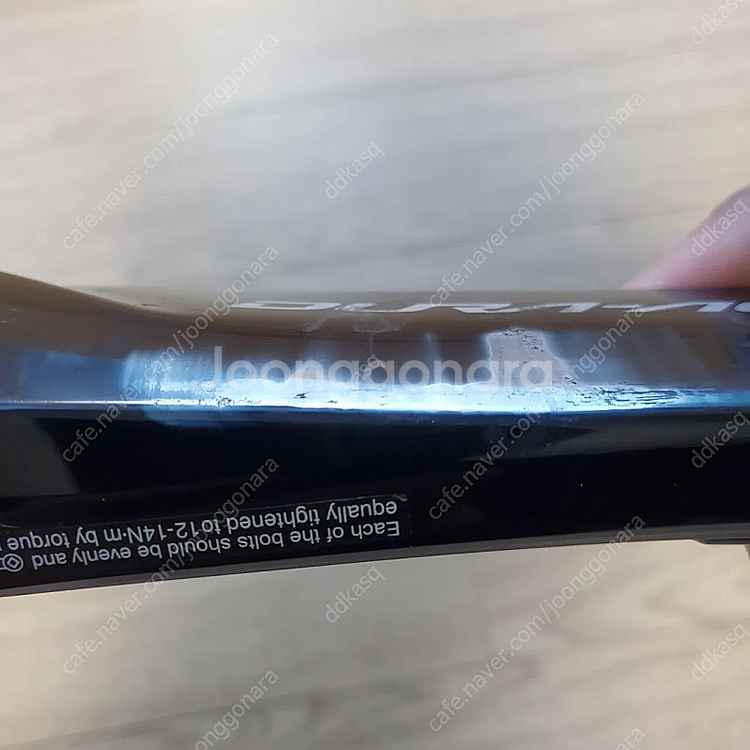 DURA
Joonggonara
Each of the bolts should be evenly and
equally tightened to12-14N·m by torque
cafe.naver.com/joonggonara
ddkasq